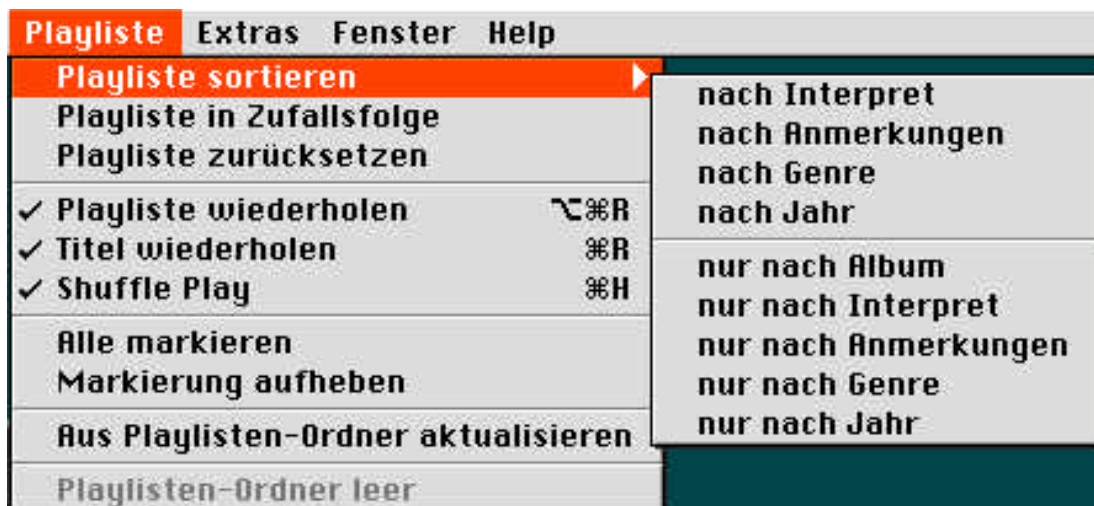 Playliste Extras Fenster Help
Playliste sortieren
Playliste in Zufallsfolge
Playliste zurücksetzen
Playliste wiederholen ⌥⌘R
Titel wiederholen ⌘R
Shuffle Play ⌘H
Alle markieren
Markierung aufheben
Aus Playlisten-Ordner aktualisieren
Playlisten-Ordner leer
nach Interpret
nach Anmerkungen
nach Genre
nach Jahr
nur nach Album
nur nach Interpret
nur nach Anmerkungen
nur nach Genre
nur nach Jahr